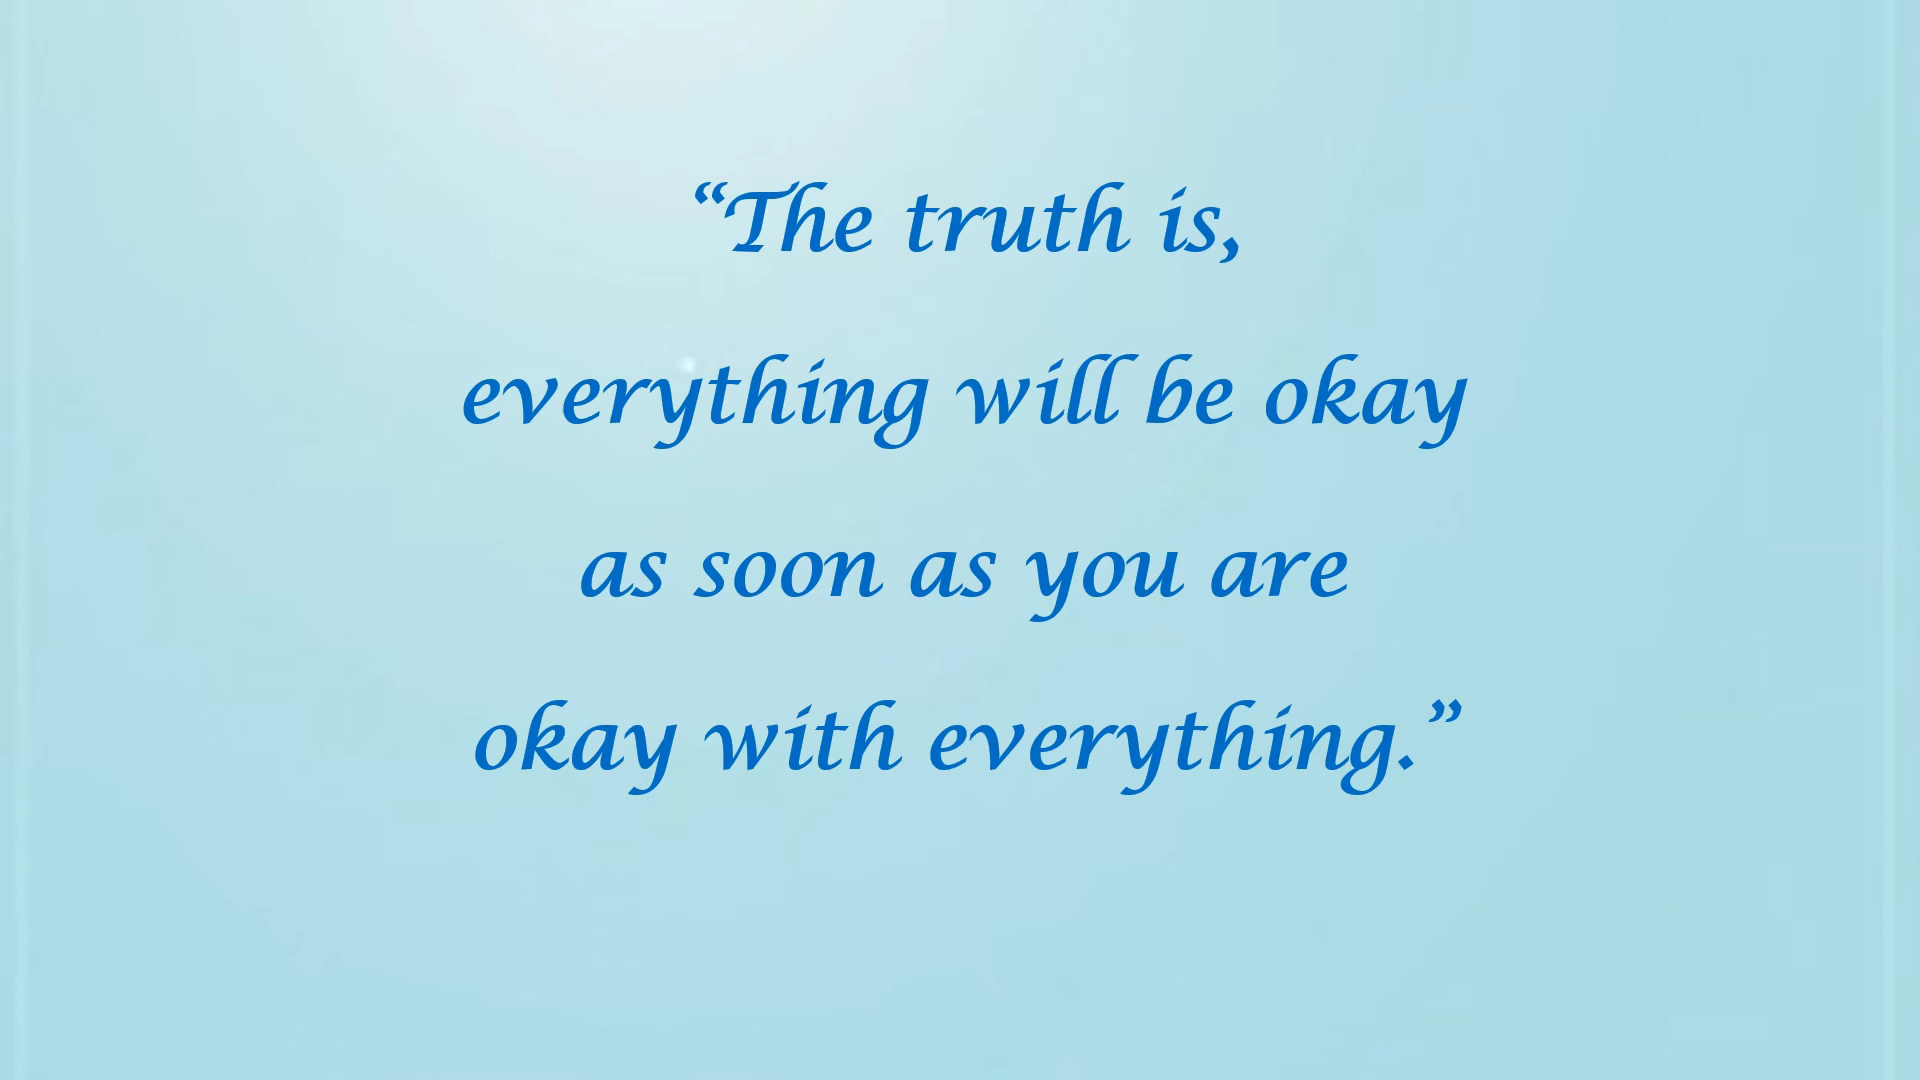 “The truth is,
everything will be okay
as soon as you are
okay with everything.”